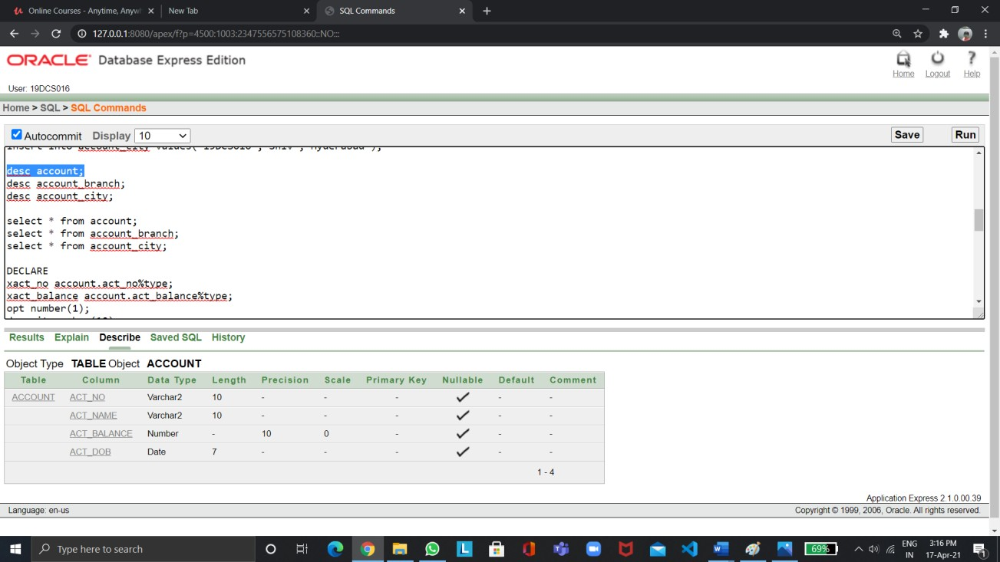 Online Courses - Anytime, Anyw
New Tab
SQL Commands
127.0.0.1:8080/apex/f?p=4500:1003:2347556575108360::NO:::
ORACLE Database Express Edition
Home Logout Help
User: 19DCS016
Home > SQL > SQL Commands
Autocommit Display 10 Save Run
insert into account_city values('19DCS016','Shiv','Hyderabad');
desc account;
desc account_branch;
desc account_city;
select * from account;
select * from account_branch;
select * from account_city;
DECLARE
xact_no account.act_no%type;
xact_balance account.act_balance%type;
opt number(1);
Results Explain Describe Saved SQL History
Object Type TABLE Object ACCOUNT
Table Column Data Type Length Precision Scale Primary Key Nullable Default Comment
ACCOUNT ACT_NO Varchar2 10 - - - - -
ACT_NAME Varchar2 10 - - - - -
ACT_BALANCE Number - 10 0 - - -
ACT_DOB Date 7 - - - - -
1 - 4
Application Express 2.1.0.00.39
Language: en-us Copyright © 1999, 2006, Oracle. All rights reserved.
Type here to search
69%
ENG
IN
3:16 PM
17-Apr-21
1